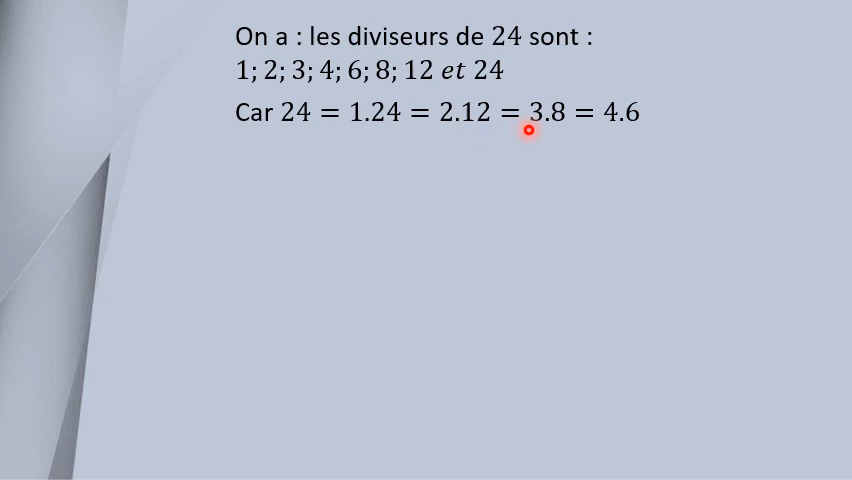 On a : les diviseurs de 24 sont :
1; 2; 3; 4; 6; 8; 12 et 24
Car 24 = 1.24 = 2.12 = 3.8 = 4.6